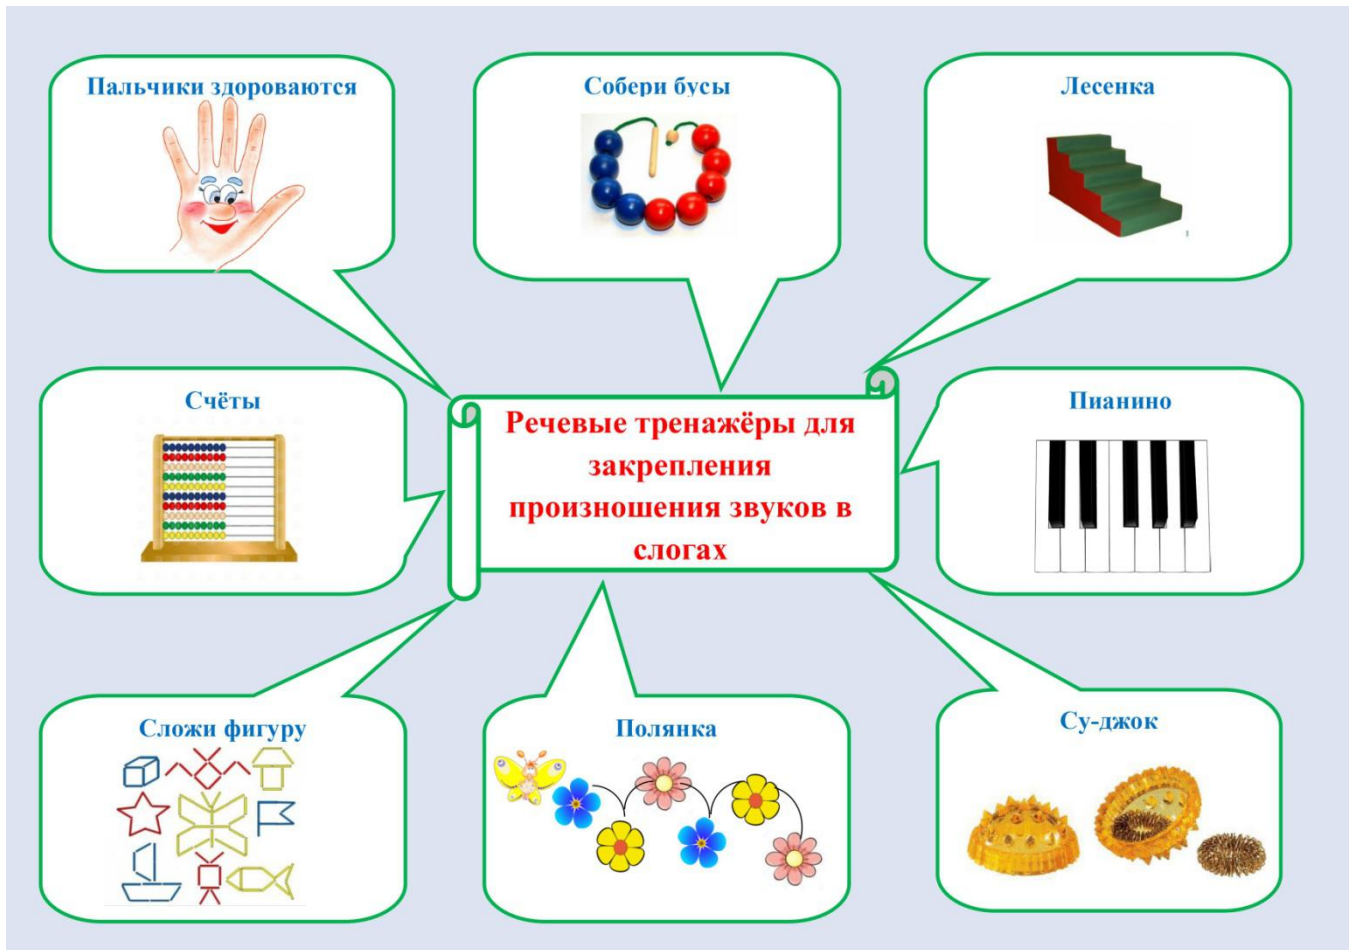 Пальчики здороваются
Собери бусы
Лесенка
Счёты
Речевые тренажёры для
закрепления
произношения звуков в
слогах
Пианино
Сложи фигуру
Полянка
Су-джок